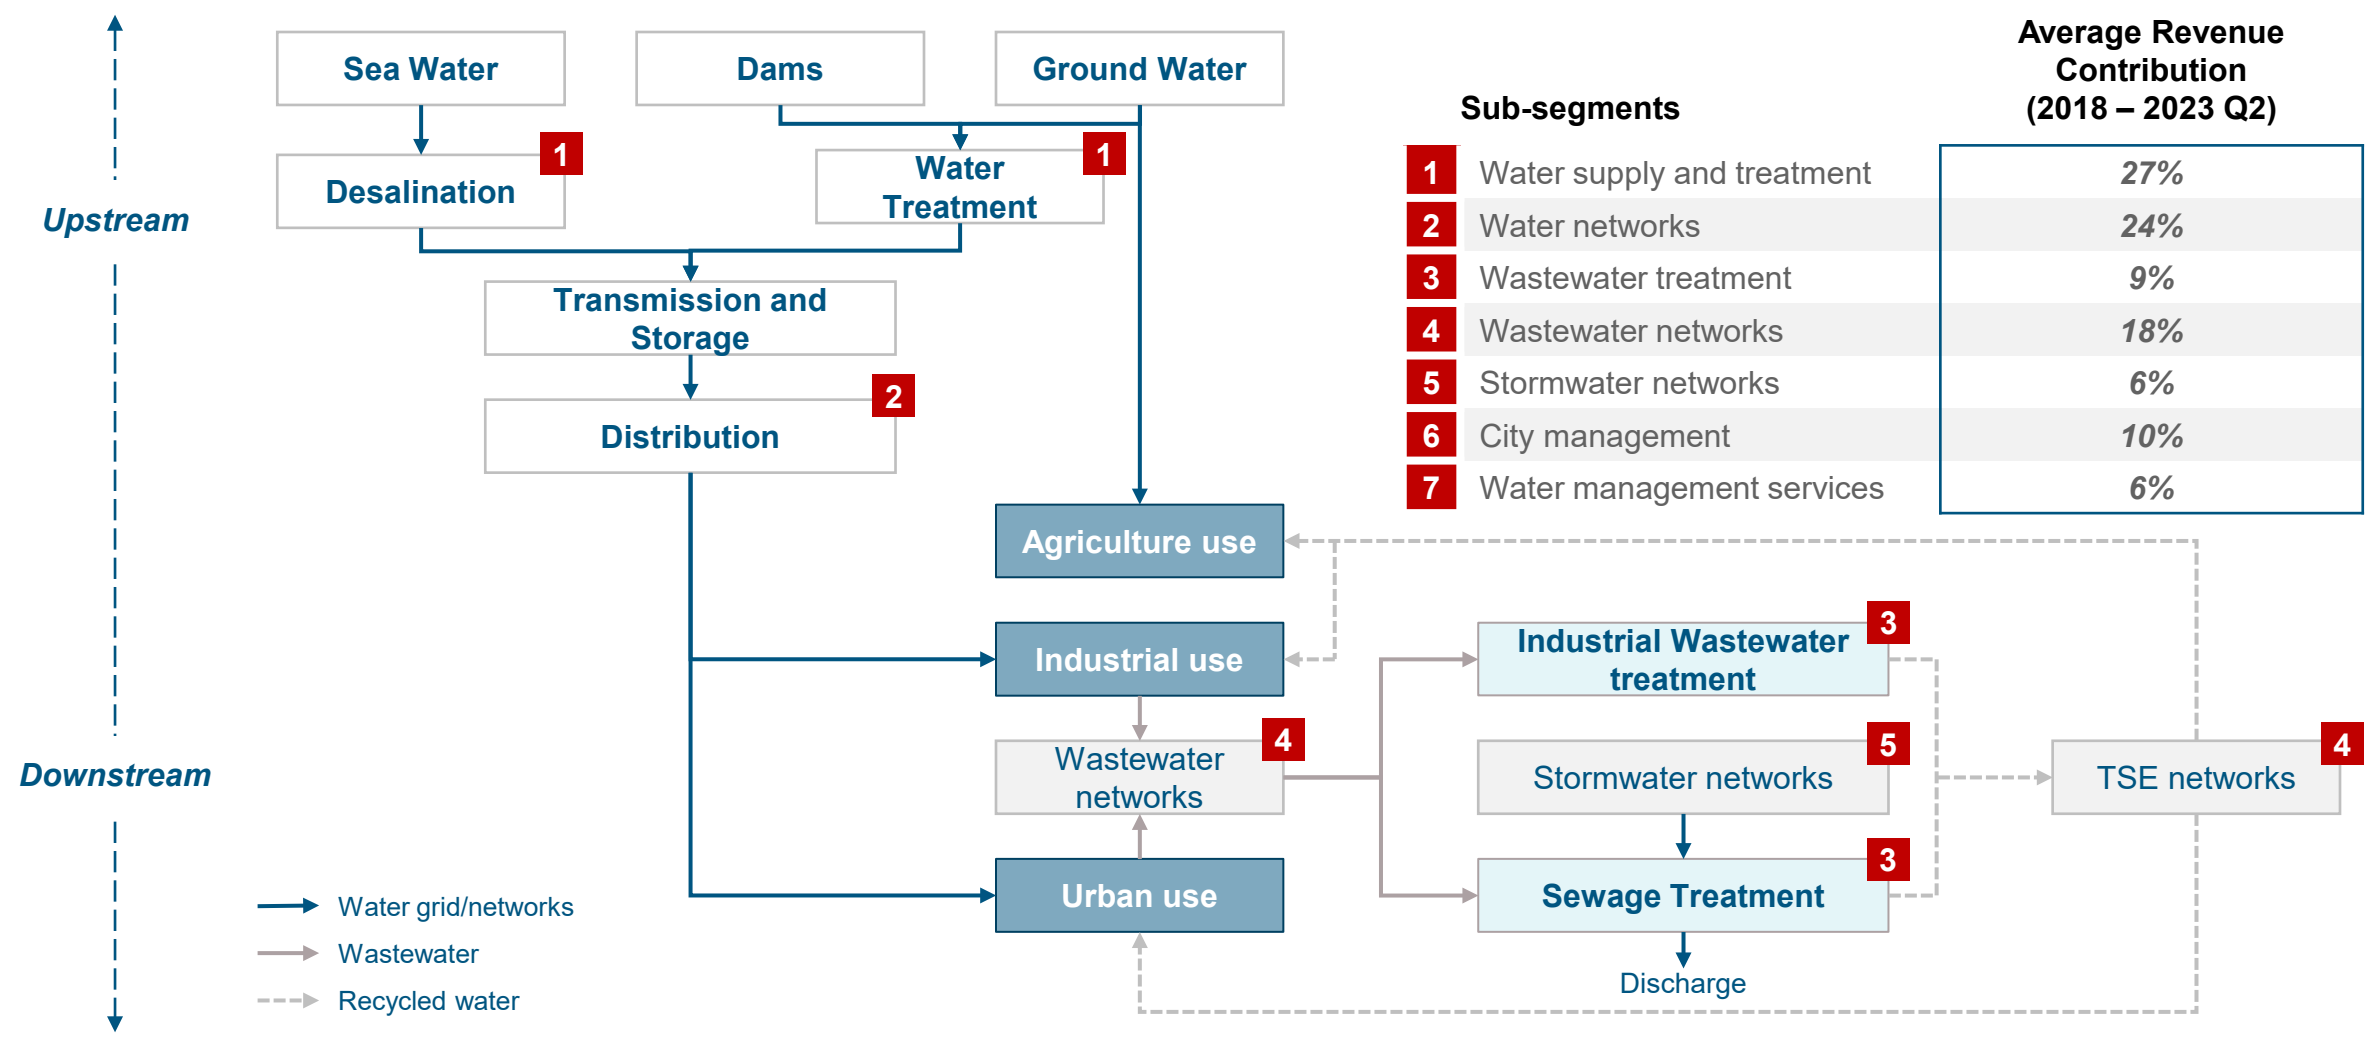 Sea Water
Dams
Ground Water
Average Revenue
Contribution
(2018 – 2023 Q2)
Sub-segments
1
Desalination
1
Water
Treatment
1
Water supply and treatment
27%
2
Water networks
24%
3
Wastewater treatment
9%
4
Wastewater networks
18%
5
Stormwater networks
6%
6
City management
10%
7
Water management services
6%
Upstream
Transmission and
Storage
2
Distribution
Agriculture use
Industrial use
3
Industrial Wastewater
treatment
4
Wastewater
networks
5
Stormwater networks
4
TSE networks
Downstream
Urban use
3
Sewage Treatment
Discharge
Water grid/networks
Wastewater
Recycled water